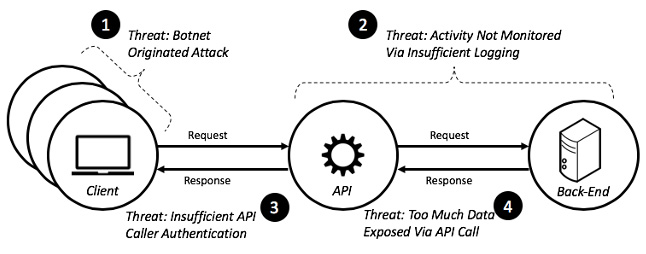 1
Threat: Botnet
Originated Attack
2
Threat: Activity Not Monitored
Via Insufficient Logging
Request
Request
Client
API
Back-End
Response
Response
Threat: Insufficient API
Caller Authentication
3
Threat: Too Much Data
Exposed Via API Call
4